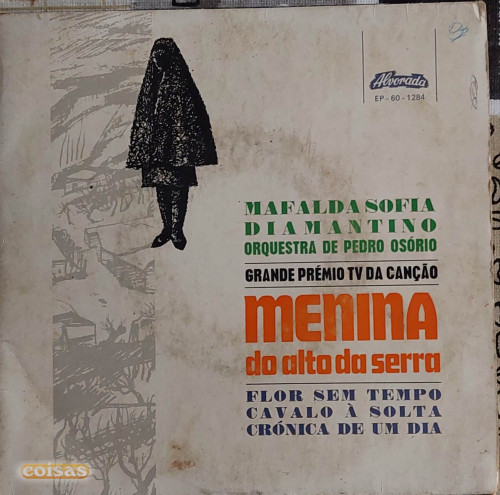 Alvorada
EP-60-1284
MAFALDA SOFIA
DIAMANTINO
ORQUESTRA DE PEDRO OSÓRIO
GRANDE PRÉMIO TV DA CANÇÃO
MENINA
do alto da serra
FLOR SEM TEMPO
CAVALO À SOLTA
CRÓNICA DE UM DIA
coisas